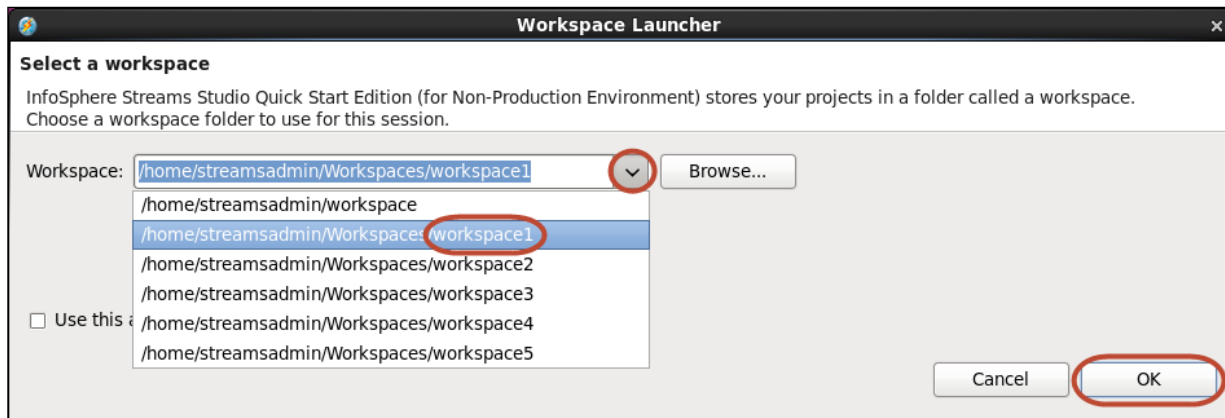 Workspace Launcher
Select a workspace
InfoSphere Streams Studio Quick Start Edition (for Non-Production Environment) stores your projects in a folder called a workspace.
Choose a workspace folder to use for this session.
Workspace: /home/streamsadmin/Workspaces/workspace1 Browse...
/home/streamsadmin/workspace
/home/streamsadmin/Workspaces/workspace1
/home/streamsadmin/Workspaces/workspace2
/home/streamsadmin/Workspaces/workspace3
Use this /home/streamsadmin/Workspaces/workspace4
/home/streamsadmin/Workspaces/workspace5
Cancel OK